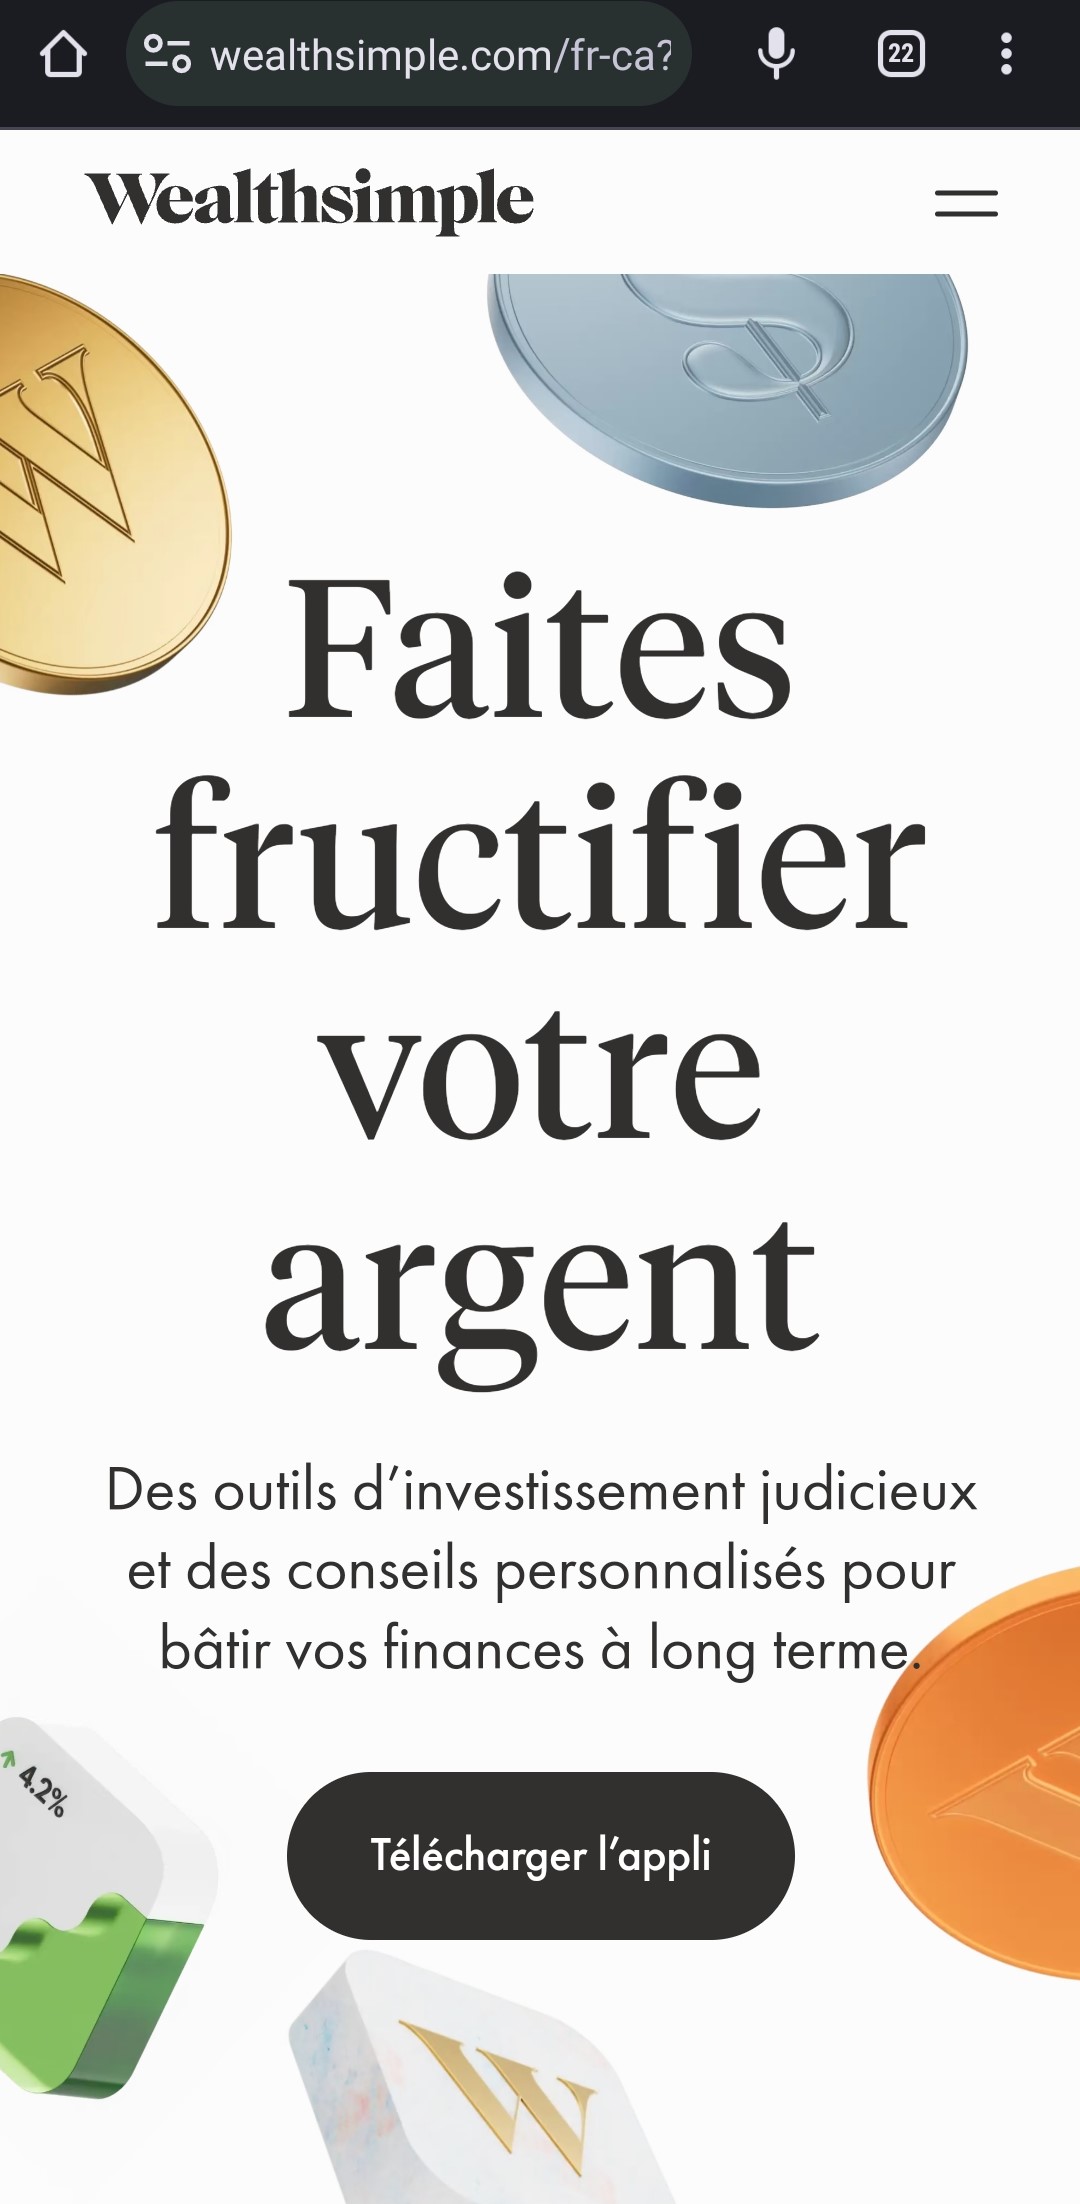 wealthsimple.com/fr-ca?
22
Wealthsimple
W
$
Faites
fructifier
votre
argent
Des outils d’investissement judicieux
et des conseils personnalisés pour
bâtir vos finances à long terme.
4.2%
Télécharger l’appli
W